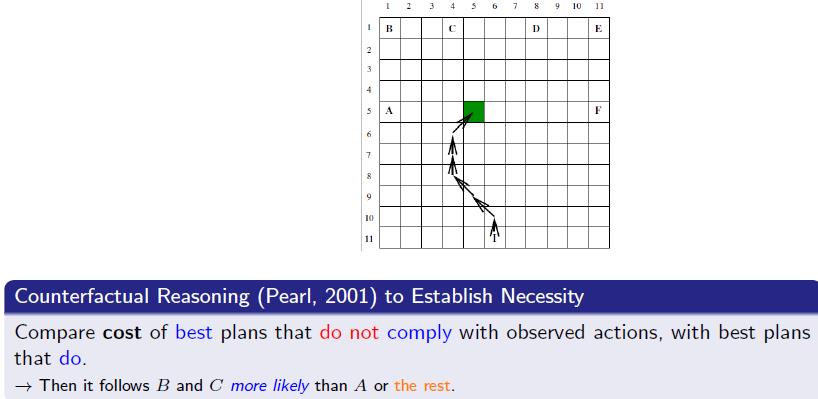 1 2 3 4 5 6 7 8 9 10 11
1 B C D E
2
3
4
5 A F
6
7
8
9
10
11 I
Counterfactual Reasoning (Pearl, 2001) to Establish Necessity
Compare cost of best plans that do not comply with observed actions, with best plans
that do.
→ Then it follows B and C more likely than A or the rest.